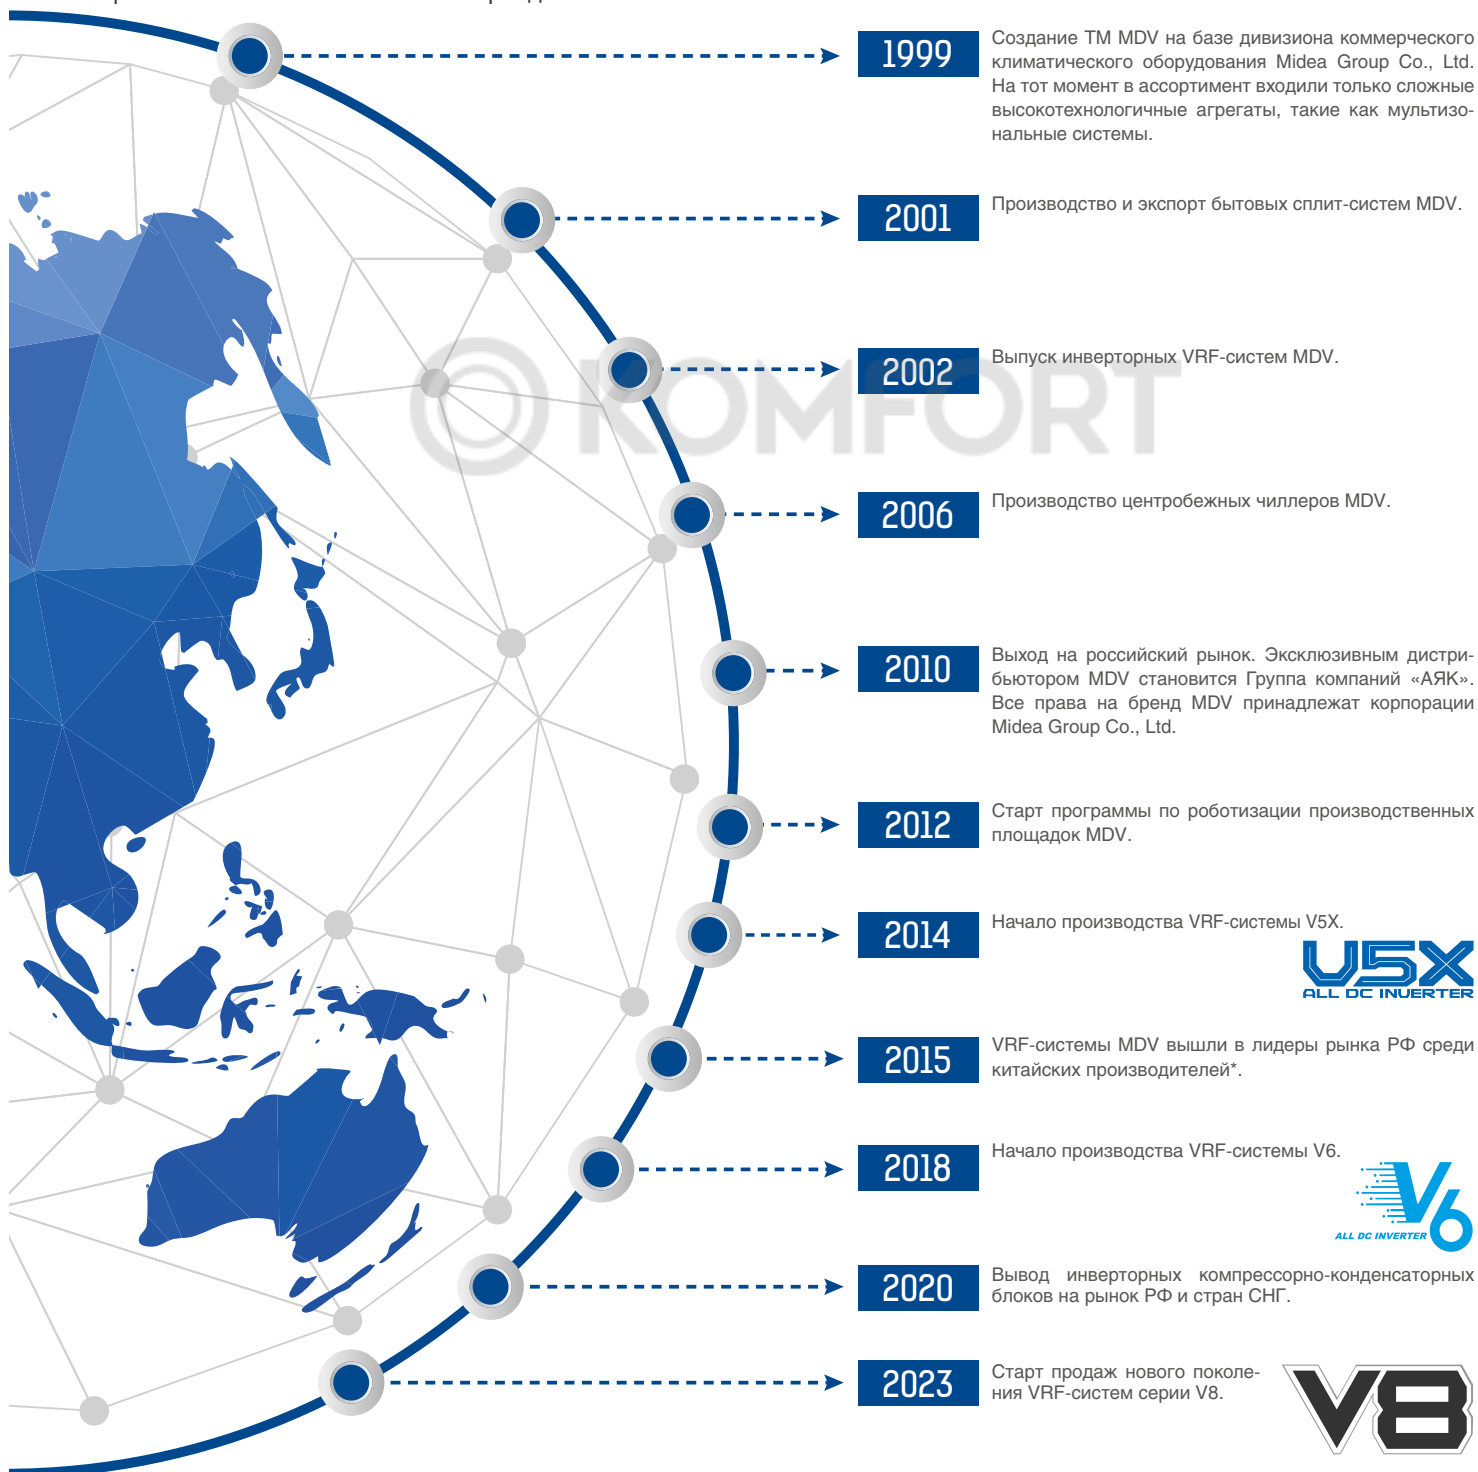 1999
Создание ТМ MDV на базе дивизиона коммерческого
климатического оборудования Midea Group Co., Ltd.
На тот момент в ассортимент входили только сложные
высокотехнологичные агрегаты, такие как мультизо-
нальные системы.
2001
Производство и экспорт бытовых сплит-систем MDV.
2002
Выпуск инверторных VRF-систем MDV.
KOMFORT
2006
Производство центробежных чиллеров MDV.
2010
Выход на российский рынок. Эксклюзивным дистри-
бьютором MDV становится Группа компаний «АЯК».
Все права на бренд MDV принадлежат корпорации
Midea Group Co., Ltd.
2012
Старт программы по роботизации производственных
площадок MDV.
2014
Начало производства VRF-системы V5X.
V5X
ALL DC INVERTER
2015
VRF-системы MDV вышли в лидеры рынка РФ среди
китайских производителей*.
2018
Начало производства VRF-системы V6.
V6
ALL DC INVERTER
2020
Вывод инверторных компрессорно-конденсаторных
блоков на рынок РФ и стран СНГ.
2023
Старт продаж нового поколе-
ния VRF-систем серии V8.
V8